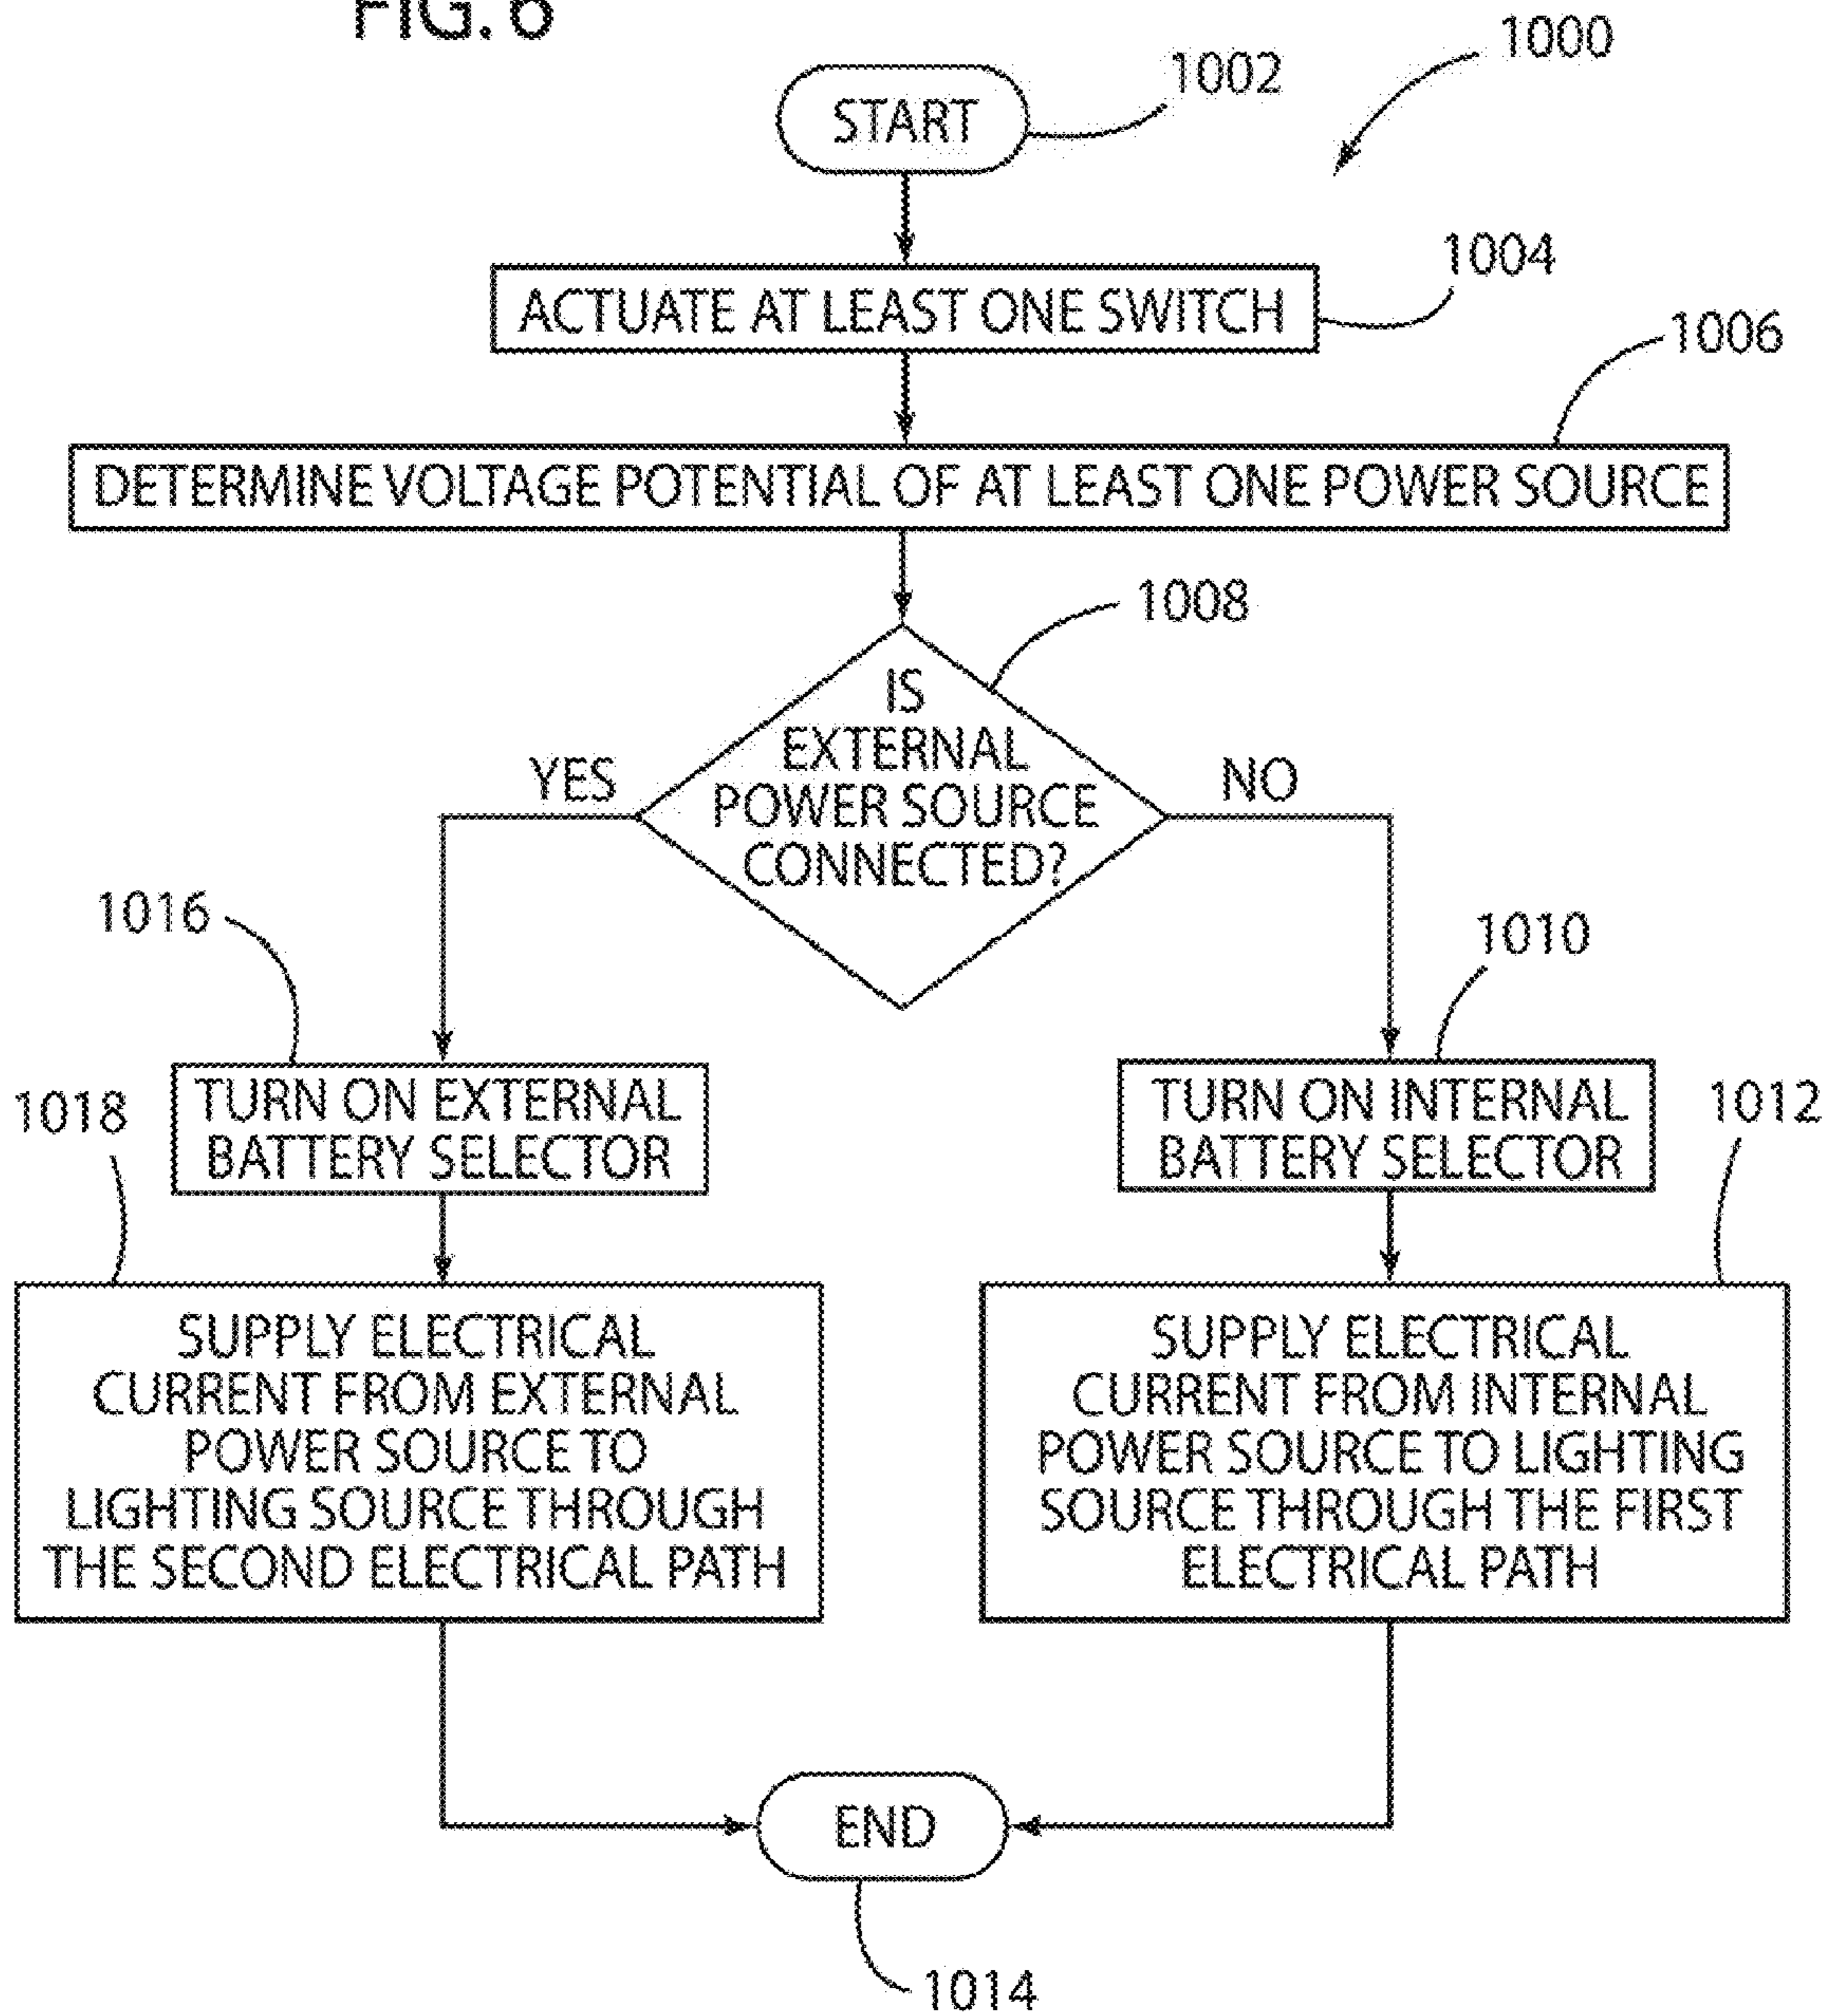 FIG. 6
1000
START
1002
ACTUATE AT LEAST ONE SWITCH
1004
DETERMINE VOLTAGE POTENTIAL OF AT LEAST ONE POWER SOURCE
1006
IS
EXTERNAL
POWER SOURCE
CONNECTED?
1008
YES
NO
1016
TURN ON EXTERNAL
BATTERY SELECTOR
1010
TURN ON INTERNAL
BATTERY SELECTOR
1018
SUPPLY ELECTRICAL
CURRENT FROM EXTERNAL
POWER SOURCE TO
LIGHTING SOURCE THROUGH
THE SECOND ELECTRICAL PATH
1012
SUPPLY ELECTRICAL
CURRENT FROM INTERNAL
POWER SOURCE TO LIGHTING
SOURCE THROUGH THE FIRST
ELECTRICAL PATH
END
1014